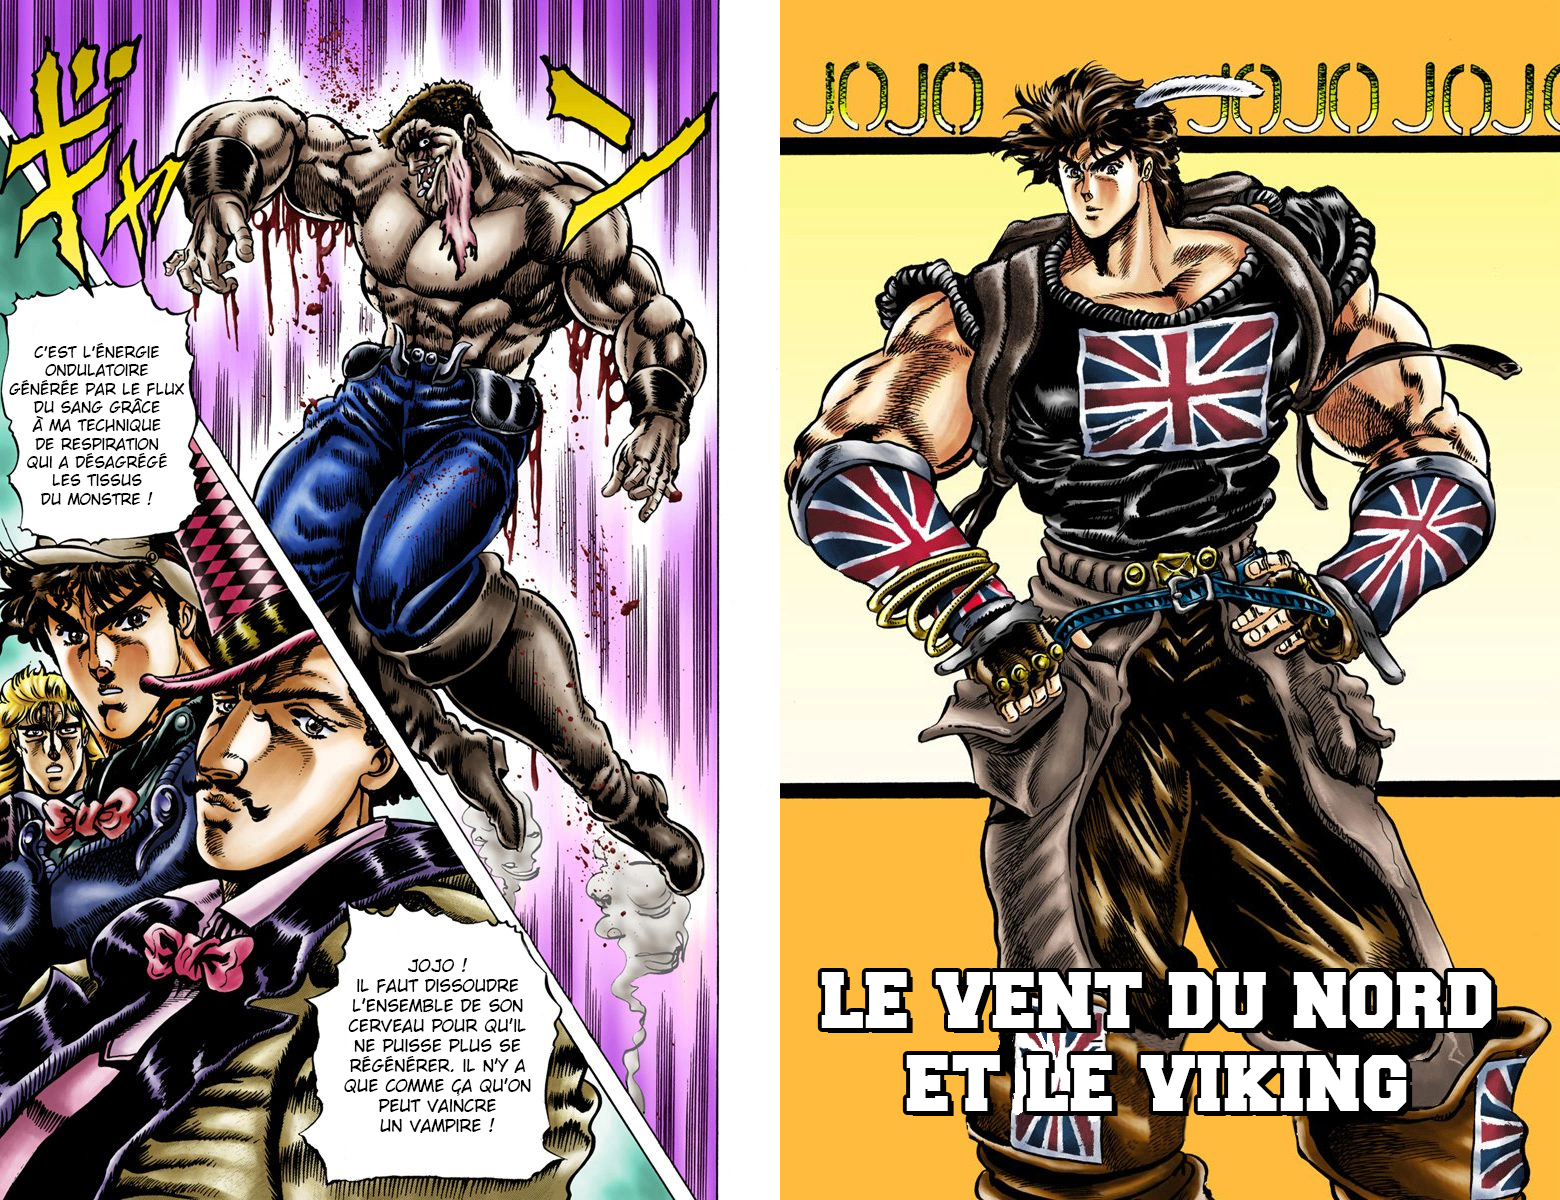 ギャン
C'EST L'ÉNERGIE
ONDULATOIRE
GÉNÉRÉE PAR LE FLUX
DU SANG GRÂCE
À MA TECHNIQUE
DE RESPIRATION
QUI A DÉSAGRÉGÉ
LES TISSUS
DU MONSTRE !
JOJO !
IL FAUT DISSOUDRE
L'ENSEMBLE DE SON
CERVEAU POUR QU'IL
NE PUISSE PLUS SE
RÉGÉNÉRER. IL N'Y A
QUE COMME ÇA QU'ON
PEUT VAINCRE
UN VAMPIRE !
JOJO JOJO JOJO
LE VENT DU NORD
ET LE VIKING